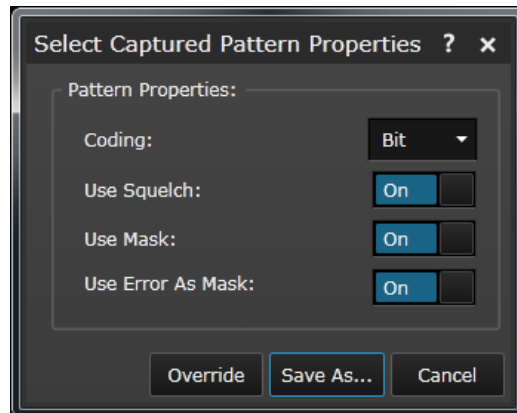 Select Captured Pattern Properties ? ×
Pattern Properties:
Coding: Bit
Use Squelch: On
Use Mask: On
Use Error As Mask: On
Override Save As... Cancel